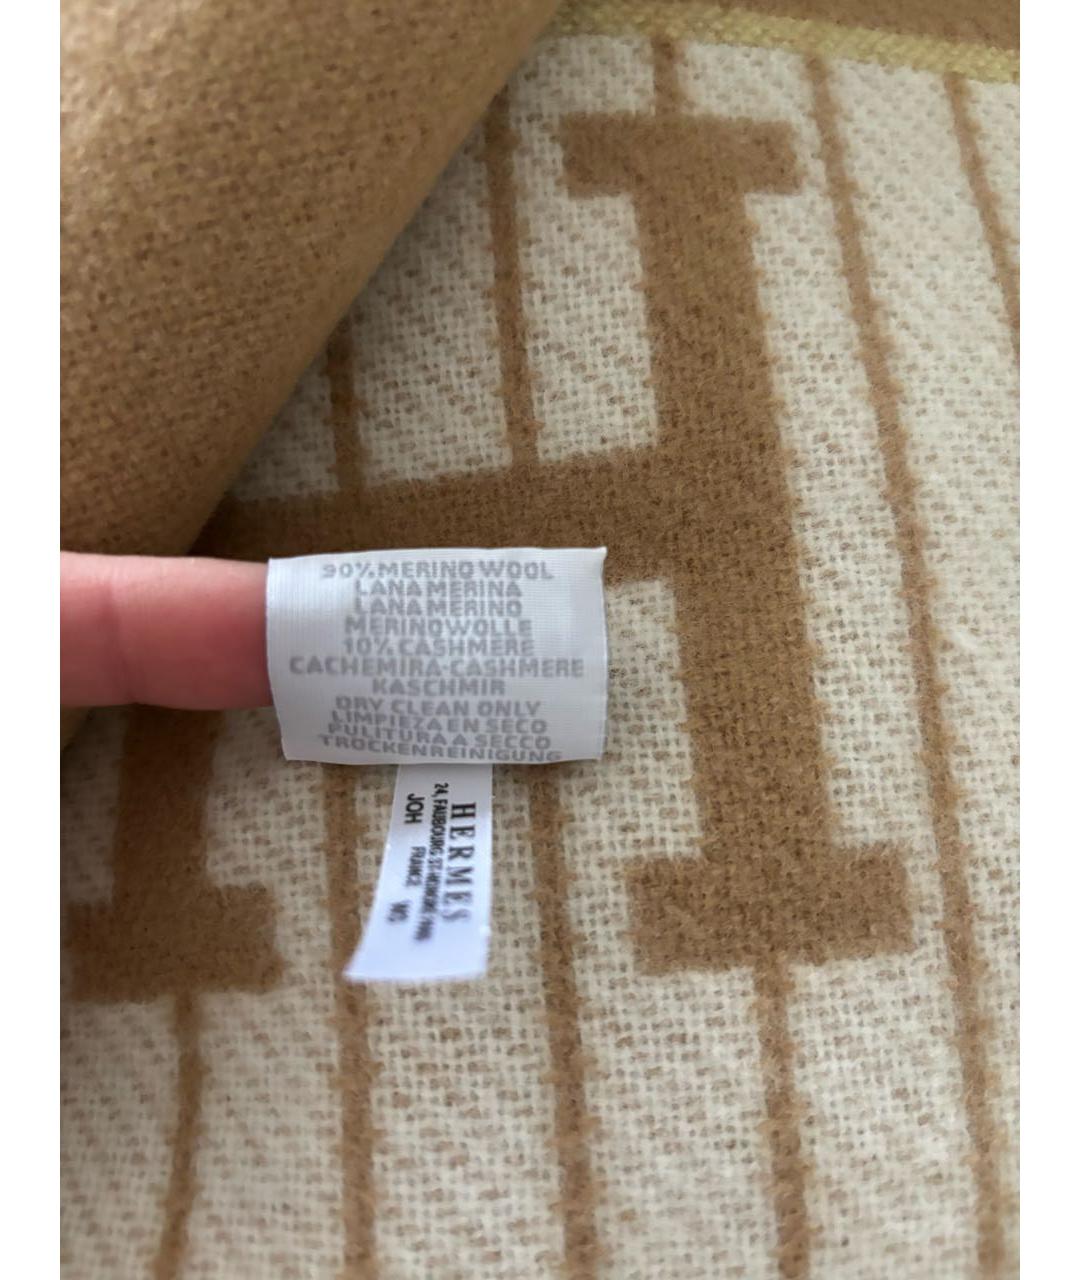 90% MERINO WOOL
LANA MERINA
LANA MERINO
MERINOWOLLE
10% CASHMERE
CACHEMIRA-CASHMERE
KASCHMIR
DRY CLEAN ONLY
LIMPIEZA EN SECO
PULITURA A SECCO
TROCKENREINIGUNG
HERMES
24, FAUBOURG ST-HONORE
JOH FRANCE